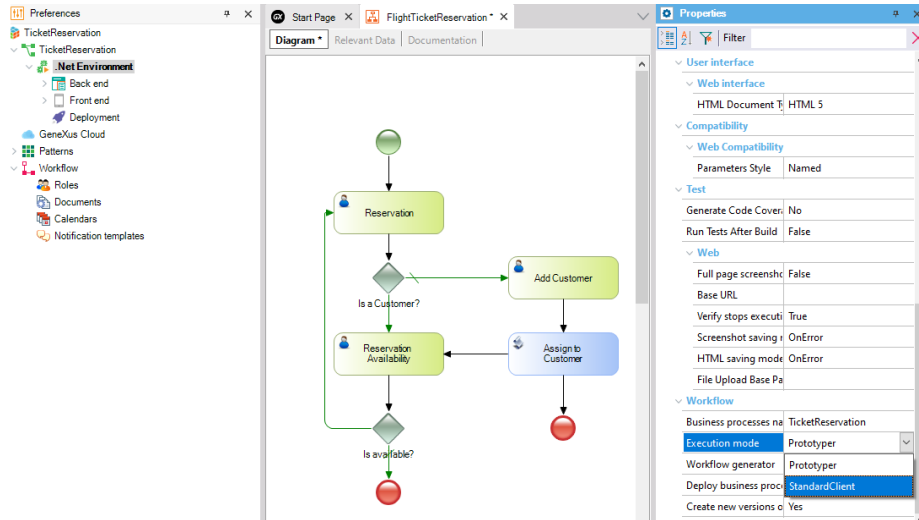 Preferences
TicketReservation
TicketReservation
.Net Environment
Back end
Front end
Deployment
GeneXus Cloud
Patterns
Workflow
Roles
Documents
Calendars
Notification templates
GX Start Page
FlightTicketReservation *
Diagram * Relevant Data Documentation
Reservation
Is a Customer?
Add Customer
Reservation
Availability
Assign to
Customer
Is available?
Properties
Filter
User interface
Web interface
HTML Document Ty HTML 5
Compatibility
Web Compatibility
Parameters Style Named
Test
Generate Code Covera No
Run Tests After Build False
Web
Full page screensho False
Base URL
Verify stops executi True
Screenshot saving m OnError
HTML saving mode OnError
File Upload Base Pa
Workflow
Business processes na TicketReservation
Execution mode Prototyper
Workflow generator Prototyper
Deploy business proce StandardClient
Create new versions o Yes